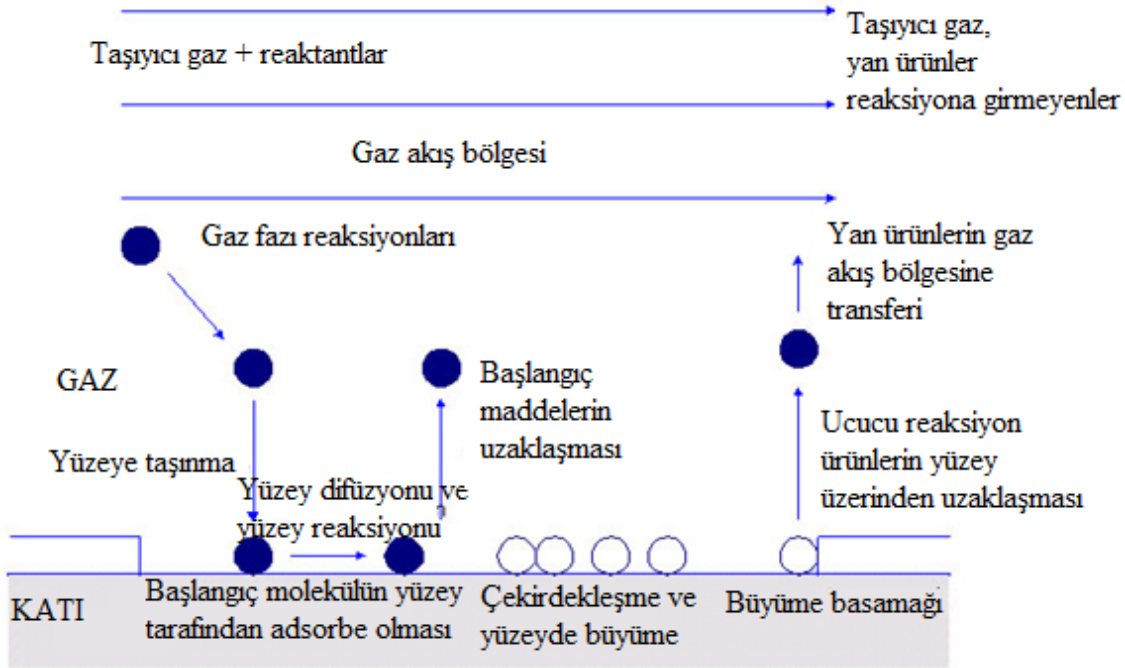 Taşıyıcı gaz + reaktantlar
Taşıyıcı gaz,
yan ürünler
reaksiyona girmeyenler
Gaz akış bölgesi
Gaz fazı reaksiyonları
Yan ürünlerin gaz
akış bölgesine
transferi
GAZ
Başlangıç
maddelerin
uzaklaşması
Yüzeye taşınma
Ucucu reaksiyon
ürünlerin yüzey
üzerinden uzaklaşması
Yüzey difüzyonu ve
yüzey reaksiyonu
KATI
Başlangıç molekülün yüzey
tarafından adsorbe olması
Çekirdekleşme ve
yüzeyde büyüme
Büyüme basamağı